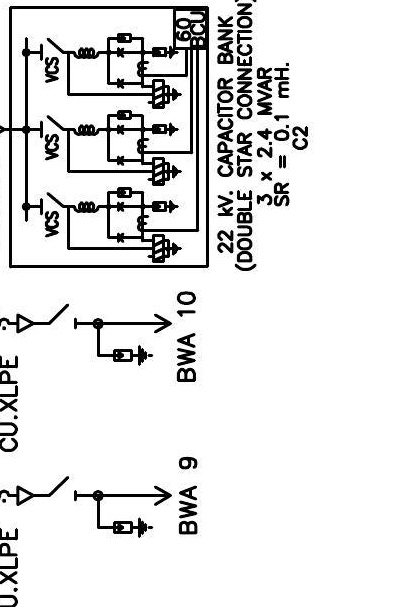 60
BCU
VCS
VCS
VCS
22 kV. CAPACITOR BANK
(DOUBLE STAR CONNECTION)
3 x 2.4 MVAR
SR = 0.1 mH.
C2
CU.XLPE
BWA 10
U.XLPE
BWA 9